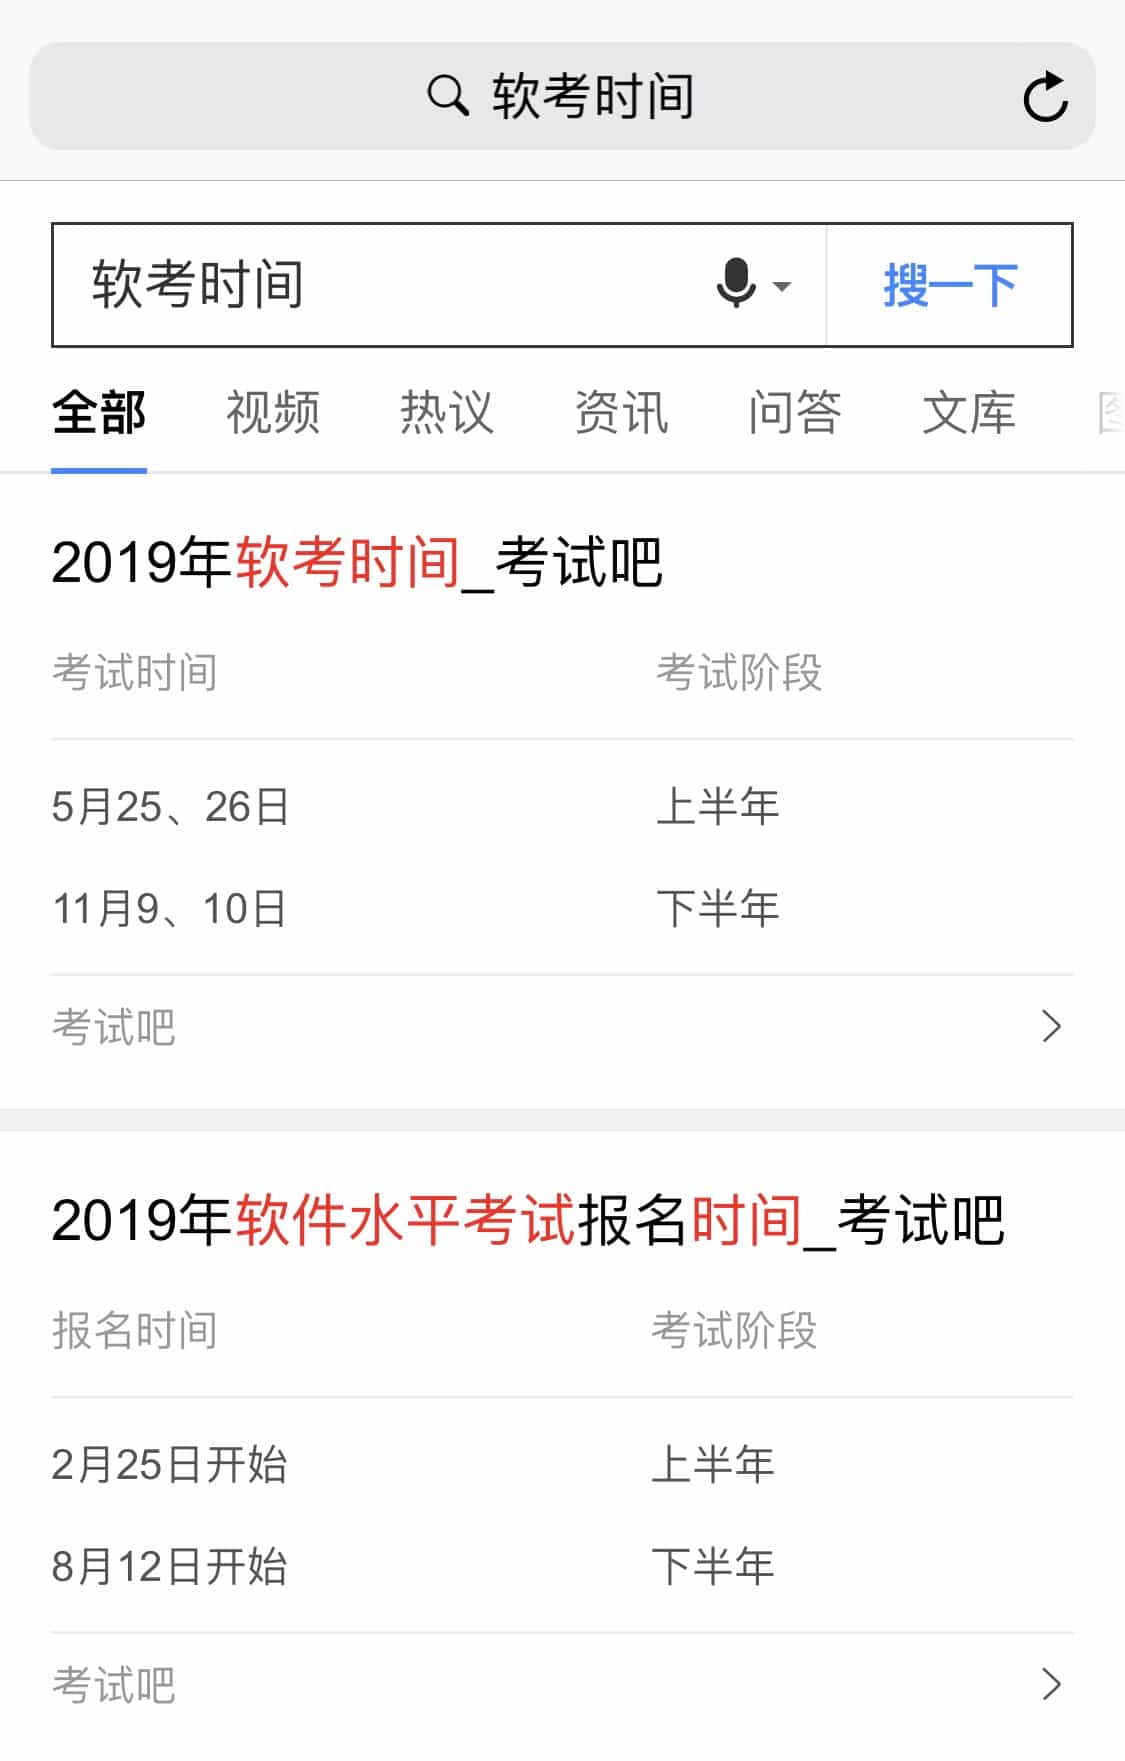 软考时间
软考时间 搜一下
全部 视频 热议 资讯 问答 文库
2019年软考时间_考试吧
考试时间 考试阶段
5月25、26日 上半年
11月9、10日 下半年
考试吧
2019年软件水平考试报名时间_考试吧
报名时间 考试阶段
2月25日开始 上半年
8月12日开始 下半年
考试吧